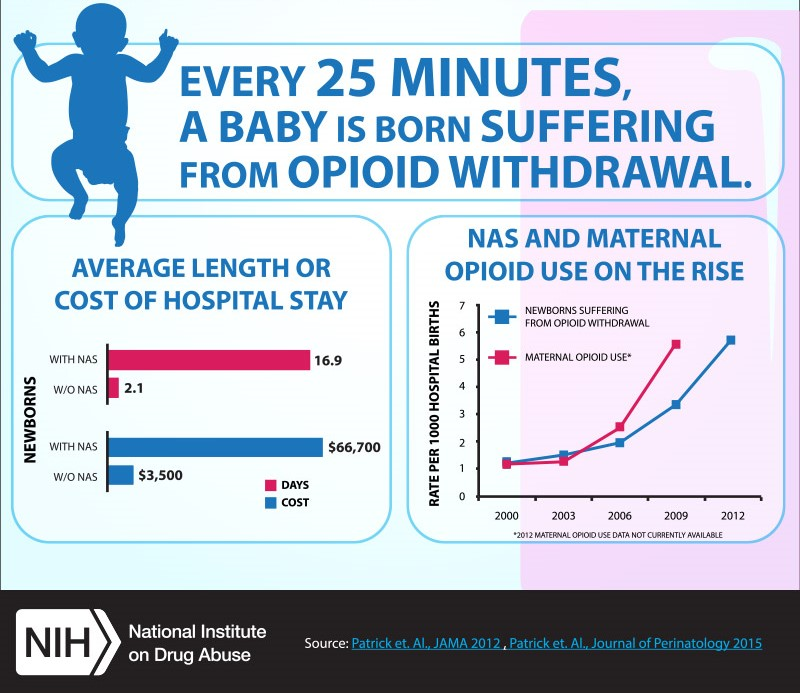 EVERY 25 MINUTES,
A BABY IS BORN SUFFERING
FROM OPIOID WITHDRAWAL.
AVERAGE LENGTH OR
COST OF HOSPITAL STAY
NEWBORNS
WITH NAS 16.9
W/O NAS 2.1
WITH NAS $66,700
W/O NAS $3,500
DAYS
COST
NAS AND MATERNAL
OPIOID USE ON THE RISE
RATE PER 1000 HOSPITAL BIRTHS
7
6
5
4
3
2
1
0
NEWBORNS SUFFERING
FROM OPIOID WITHDRAWAL
MATERNAL OPIOID USE*
2000 2003 2006 2009 2012
*2012 MATERNAL OPIOID USE DATA NOT CURRENTLY AVAILABLE
NIH
National Institute
on Drug Abuse
Source: Patrick et. Al., JAMA 2012 , Patrick et. Al., Journal of Perinatology 2015